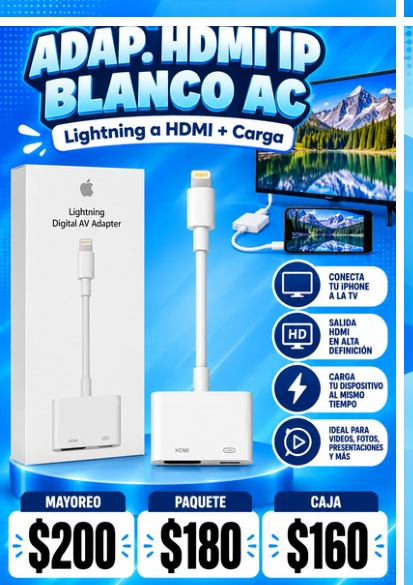 ADAP. HDMI IP
BLANCO AC
Lightning a HDMI + Carga
Lightning
Digital AV Adapter
HDMI
HDMI
CONECTA
TU iPHONE
A LA TV
HD
SALIDA
HDMI
EN ALTA
DEFINICIÓN
CARGA
TU DISPOSITIVO
AL MISMO
TIEMPO
IDEAL PARA
VIDEOS, FOTOS,
PRESENTACIONES
Y MÁS
MAYOREO
$200
PAQUETE
$180
CAJA
$160